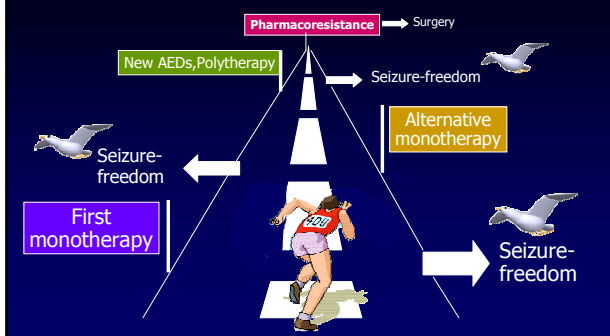 Pharmacoresistance
Surgery
New AEDs,Polytherapy
Seizure-freedom
Alternative
monotherapy
Seizure-
freedom
First
monotherapy
Seizure-
freedom